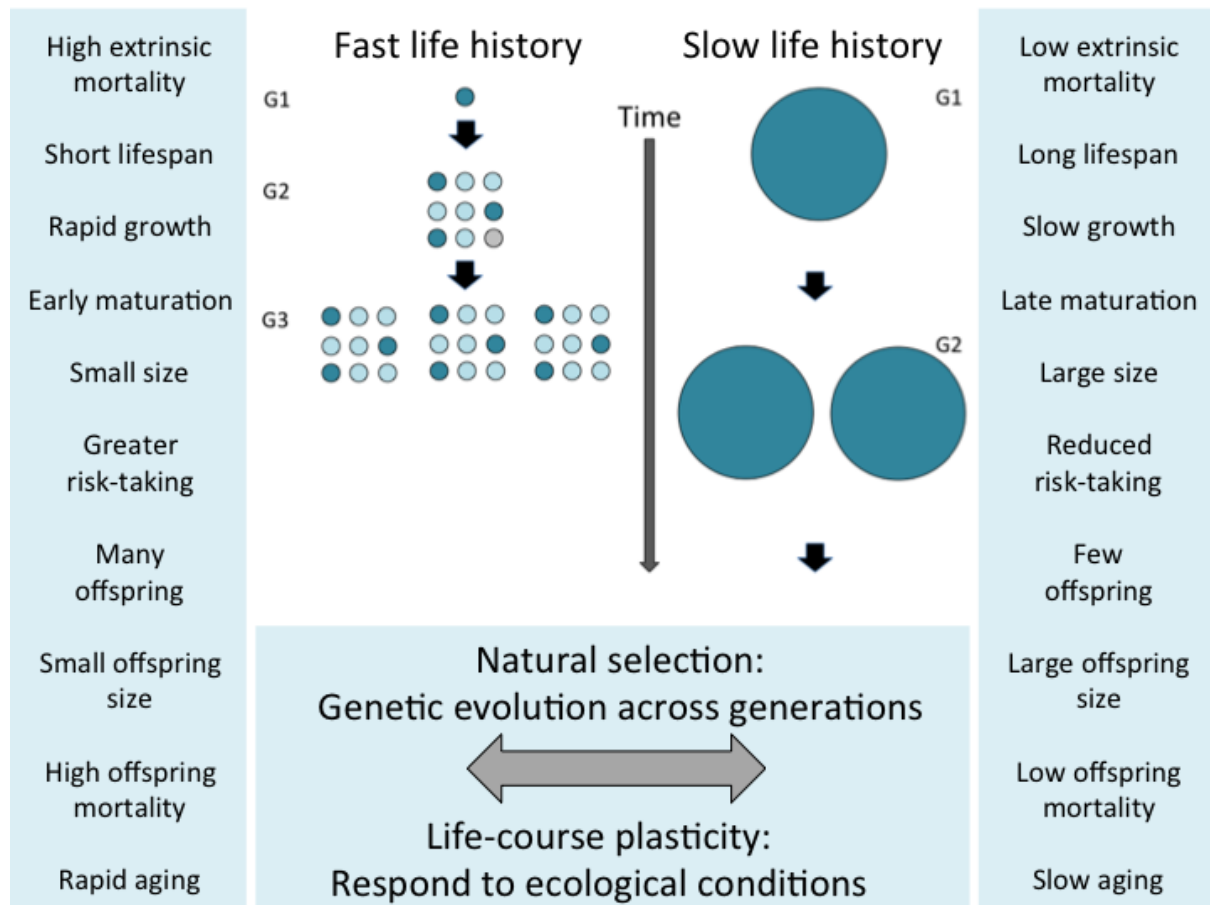 High extrinsic
mortality
Short lifespan
Rapid growth
Early maturation
Small size
Greater
risk-taking
Many
offspring
Small offspring
size
High offspring
mortality
Rapid aging
Fast life history
G1
G2
G3
Time
Slow life history
G1
G2
Natural selection:
Genetic evolution across generations
Life-course plasticity:
Respond to ecological conditions
Low extrinsic
mortality
Long lifespan
Slow growth
Late maturation
Large size
Reduced
risk-taking
Few
offspring
Large offspring
size
Low offspring
mortality
Slow aging